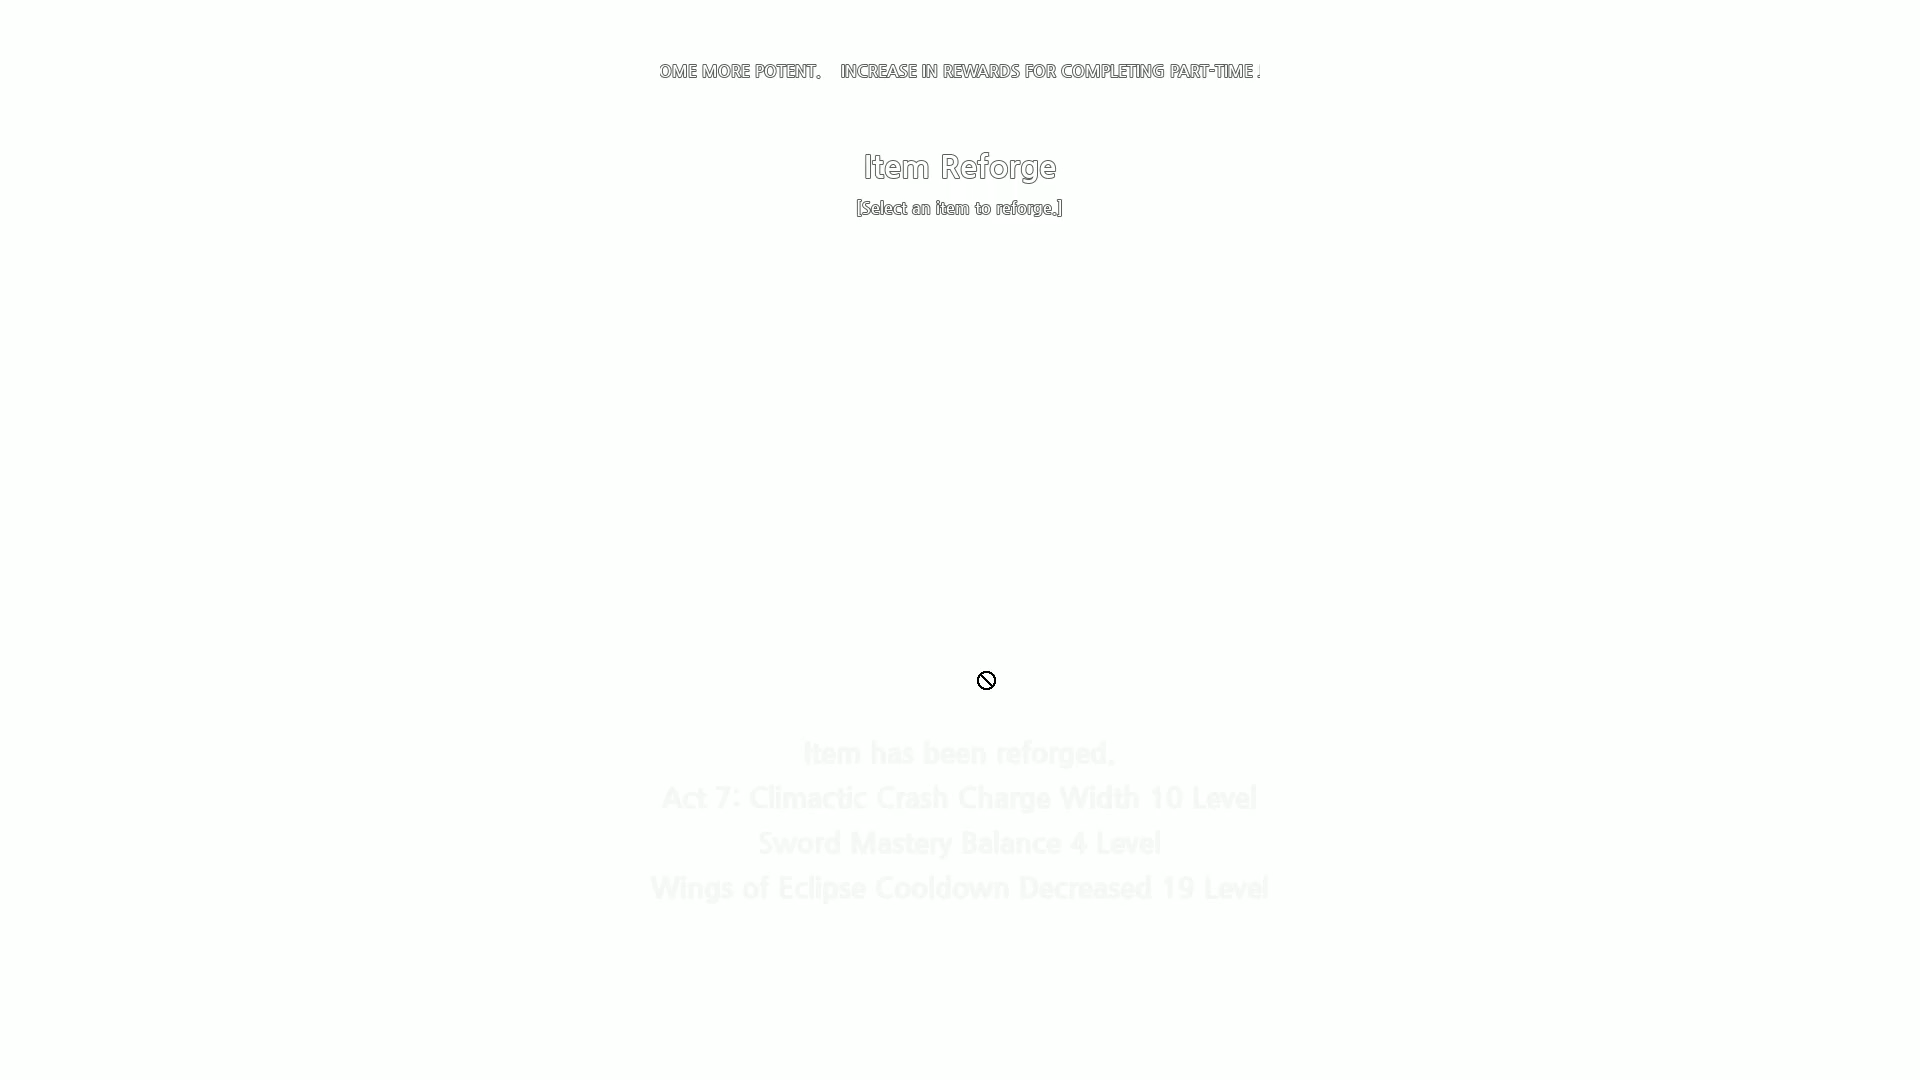 OME MORE POTENT.   INCREASE IN REWARDS FOR COMPLETING PART-TIME
Item Reforge
[Select an item to reforge.]
Item has been reforged.
Act 7: Climactic Crash Charge Width 10 Level
Sword Mastery Balance 4 Level
Wings of Eclipse Cooldown Decreased 19 Level